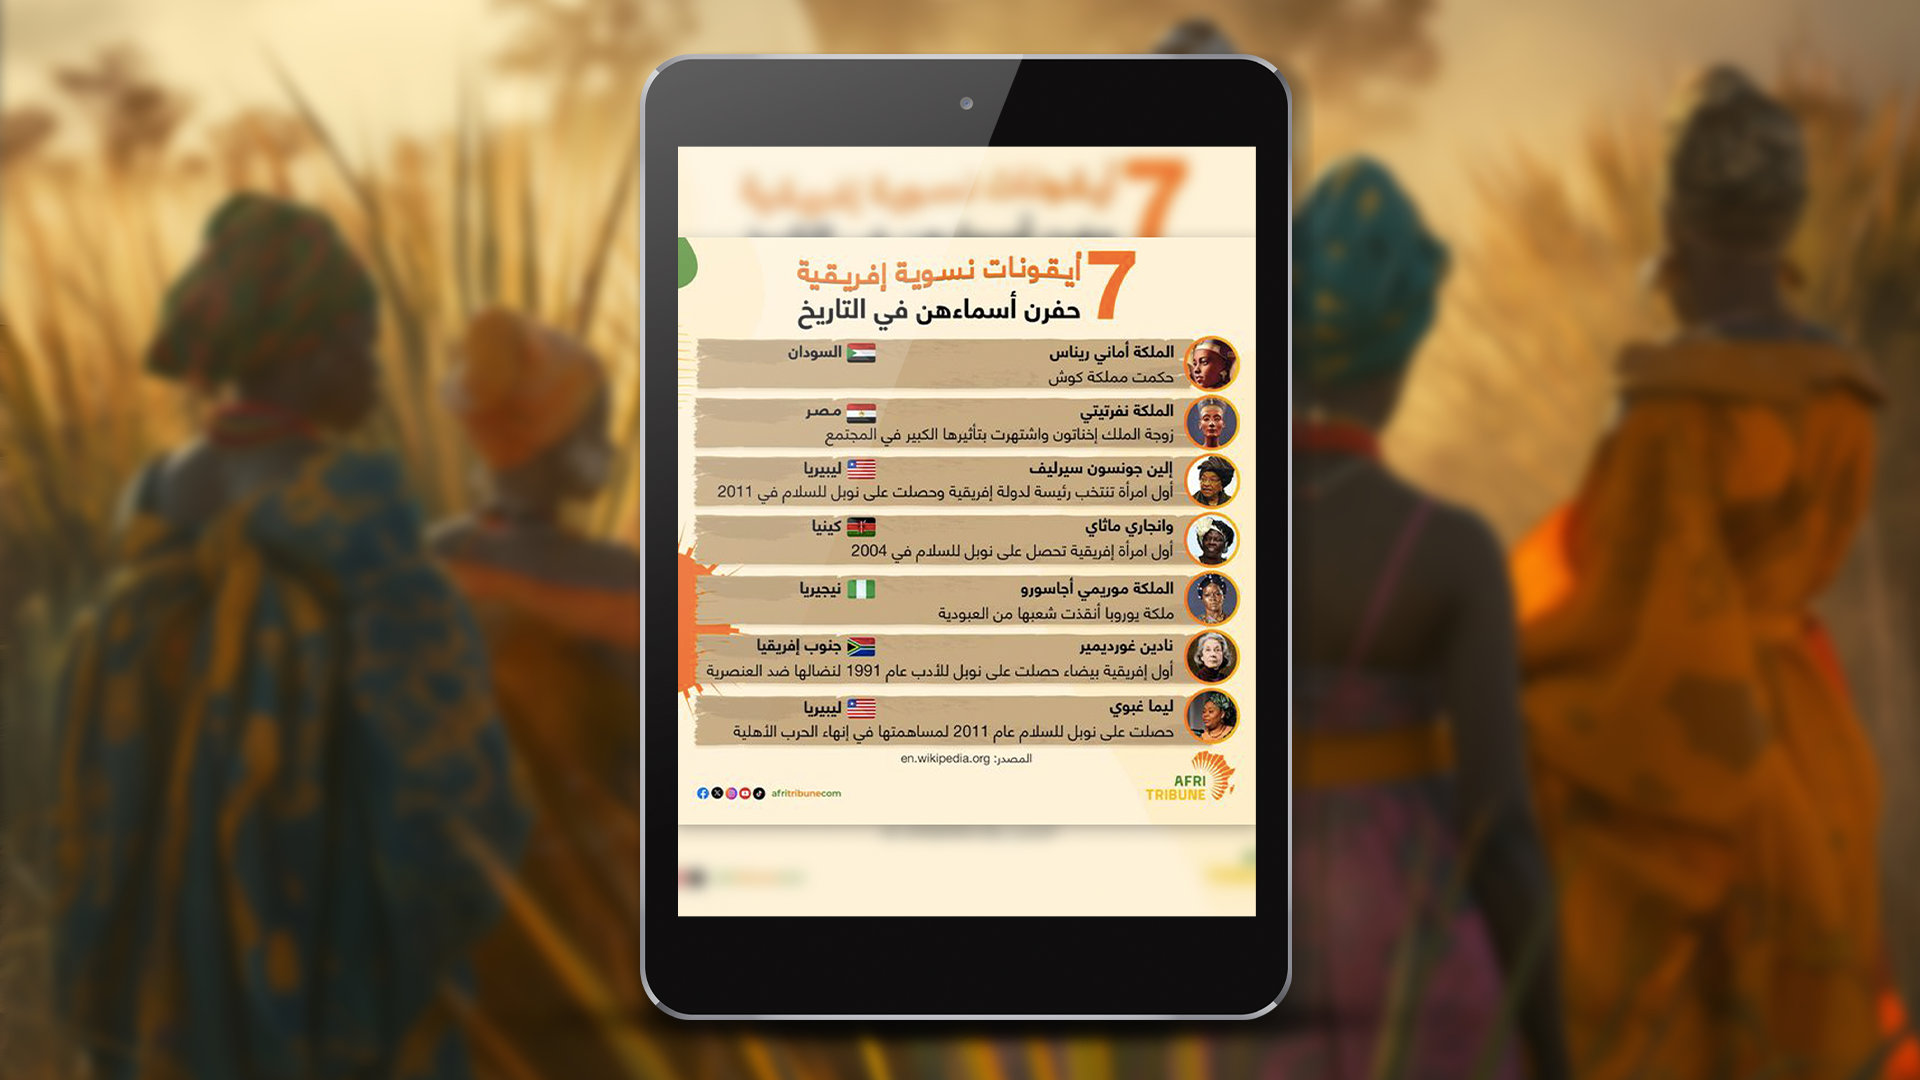 7 أيقونات نسوية إفريقية
حفرن أسماءهن في التاريخ
الملكة أماني ريناس السودان
حكمت مملكة كوش
الملكة نفرتيتي مصر
زوجة الملك إخناتون واشتهرت بتأثيرها الكبير في المجتمع
إلين جونسون سيرليف ليبيريا
أول امرأة تنتخب رئيسة لدولة إفريقية وحصلت على نوبل للسلام في 2011
وانجاري ماثاي كينيا
أول امرأة إفريقية تحصل على نوبل للسلام في 2004
الملكة موريمي أجاسورو نيجيريا
ملكة يوروبا أنقذت شعبها من العبودية
نادين غورديمير جنوب إفريقيا
أول إفريقية بيضاء حصلت على نوبل للأدب عام 1991 لنضالها ضد العنصرية
ليما غبوي ليبيريا
حصلت على نوبل للسلام عام 2011 لمساهمتها في إنهاء الحرب الأهلية
المصدر: en.wikipedia.org
AFRI
TRIBUNE
afritribunecom